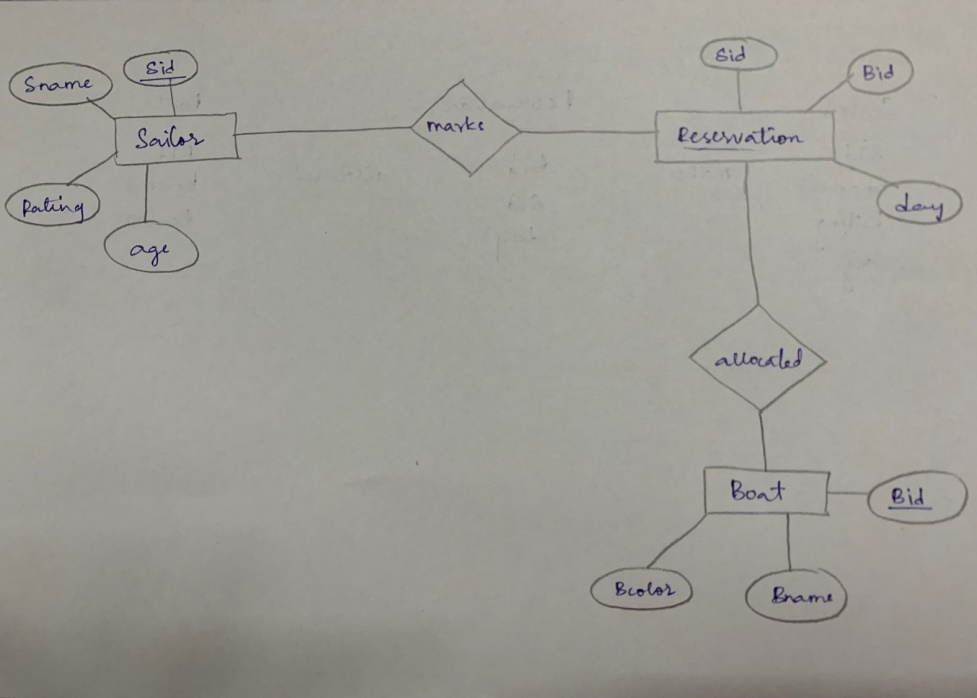 Sname
Sid
Sailor
Rating
age
marks
Sid
Bid
Reservation
day
allocated
Boat
Bid
Bcolor
Bname